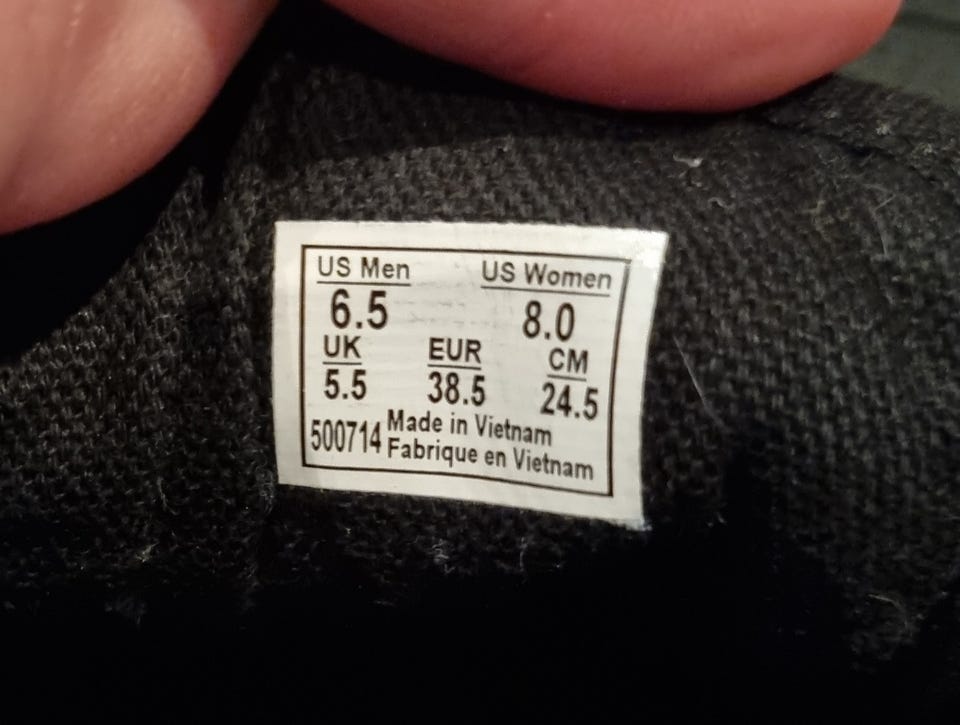 US Men US Women
6.5 8.0
UK EUR CM
5.5 38.5 24.5
500714 Made in Vietnam
Fabrique en Vietnam